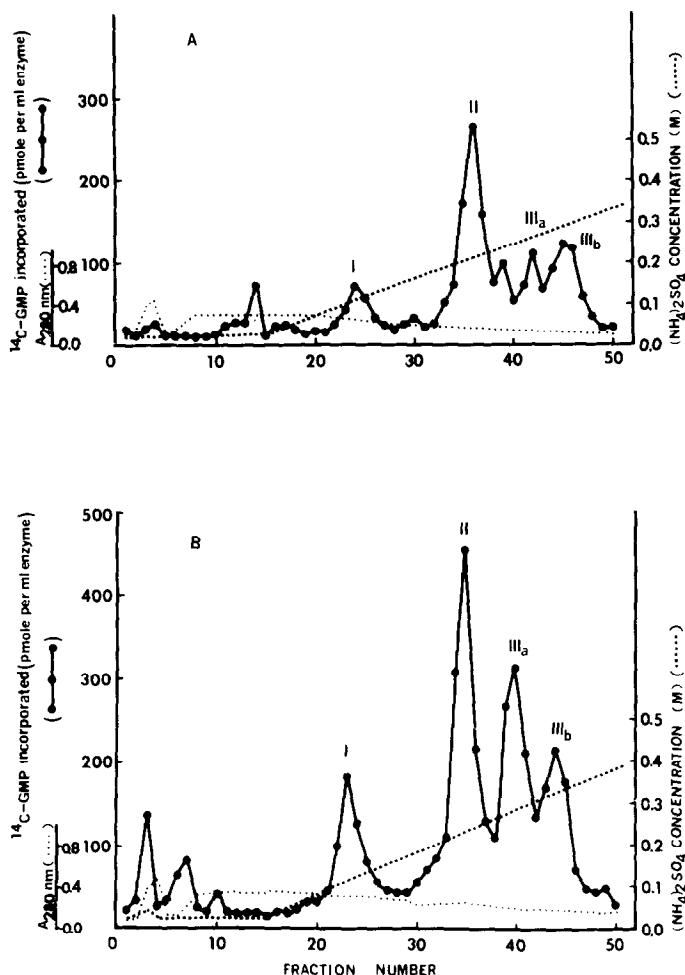 A
300
200
100
0.8
0.4
0.0
¹⁴C-GMP incorporated (pmole per ml enzyme)
A280 nm (....)
I
II
IIIa
IIIb
0.5
0.4
0.3
0.2
0.1
0.0
(NH4)2SO4 CONCENTRATION (M) (......)
0
10
20
30
40
50
B
500
400
300
200
100
0.8
0.4
0.0
¹⁴C-GMP incorporated (pmole per ml enzyme)
A280 nm (....)
I
II
IIIa
IIIb
0.5
0.4
0.3
0.2
0.1
0.0
(NH4)2SO4 CONCENTRATION (M) (......)
0
10
20
30
40
50
FRACTION NUMBER